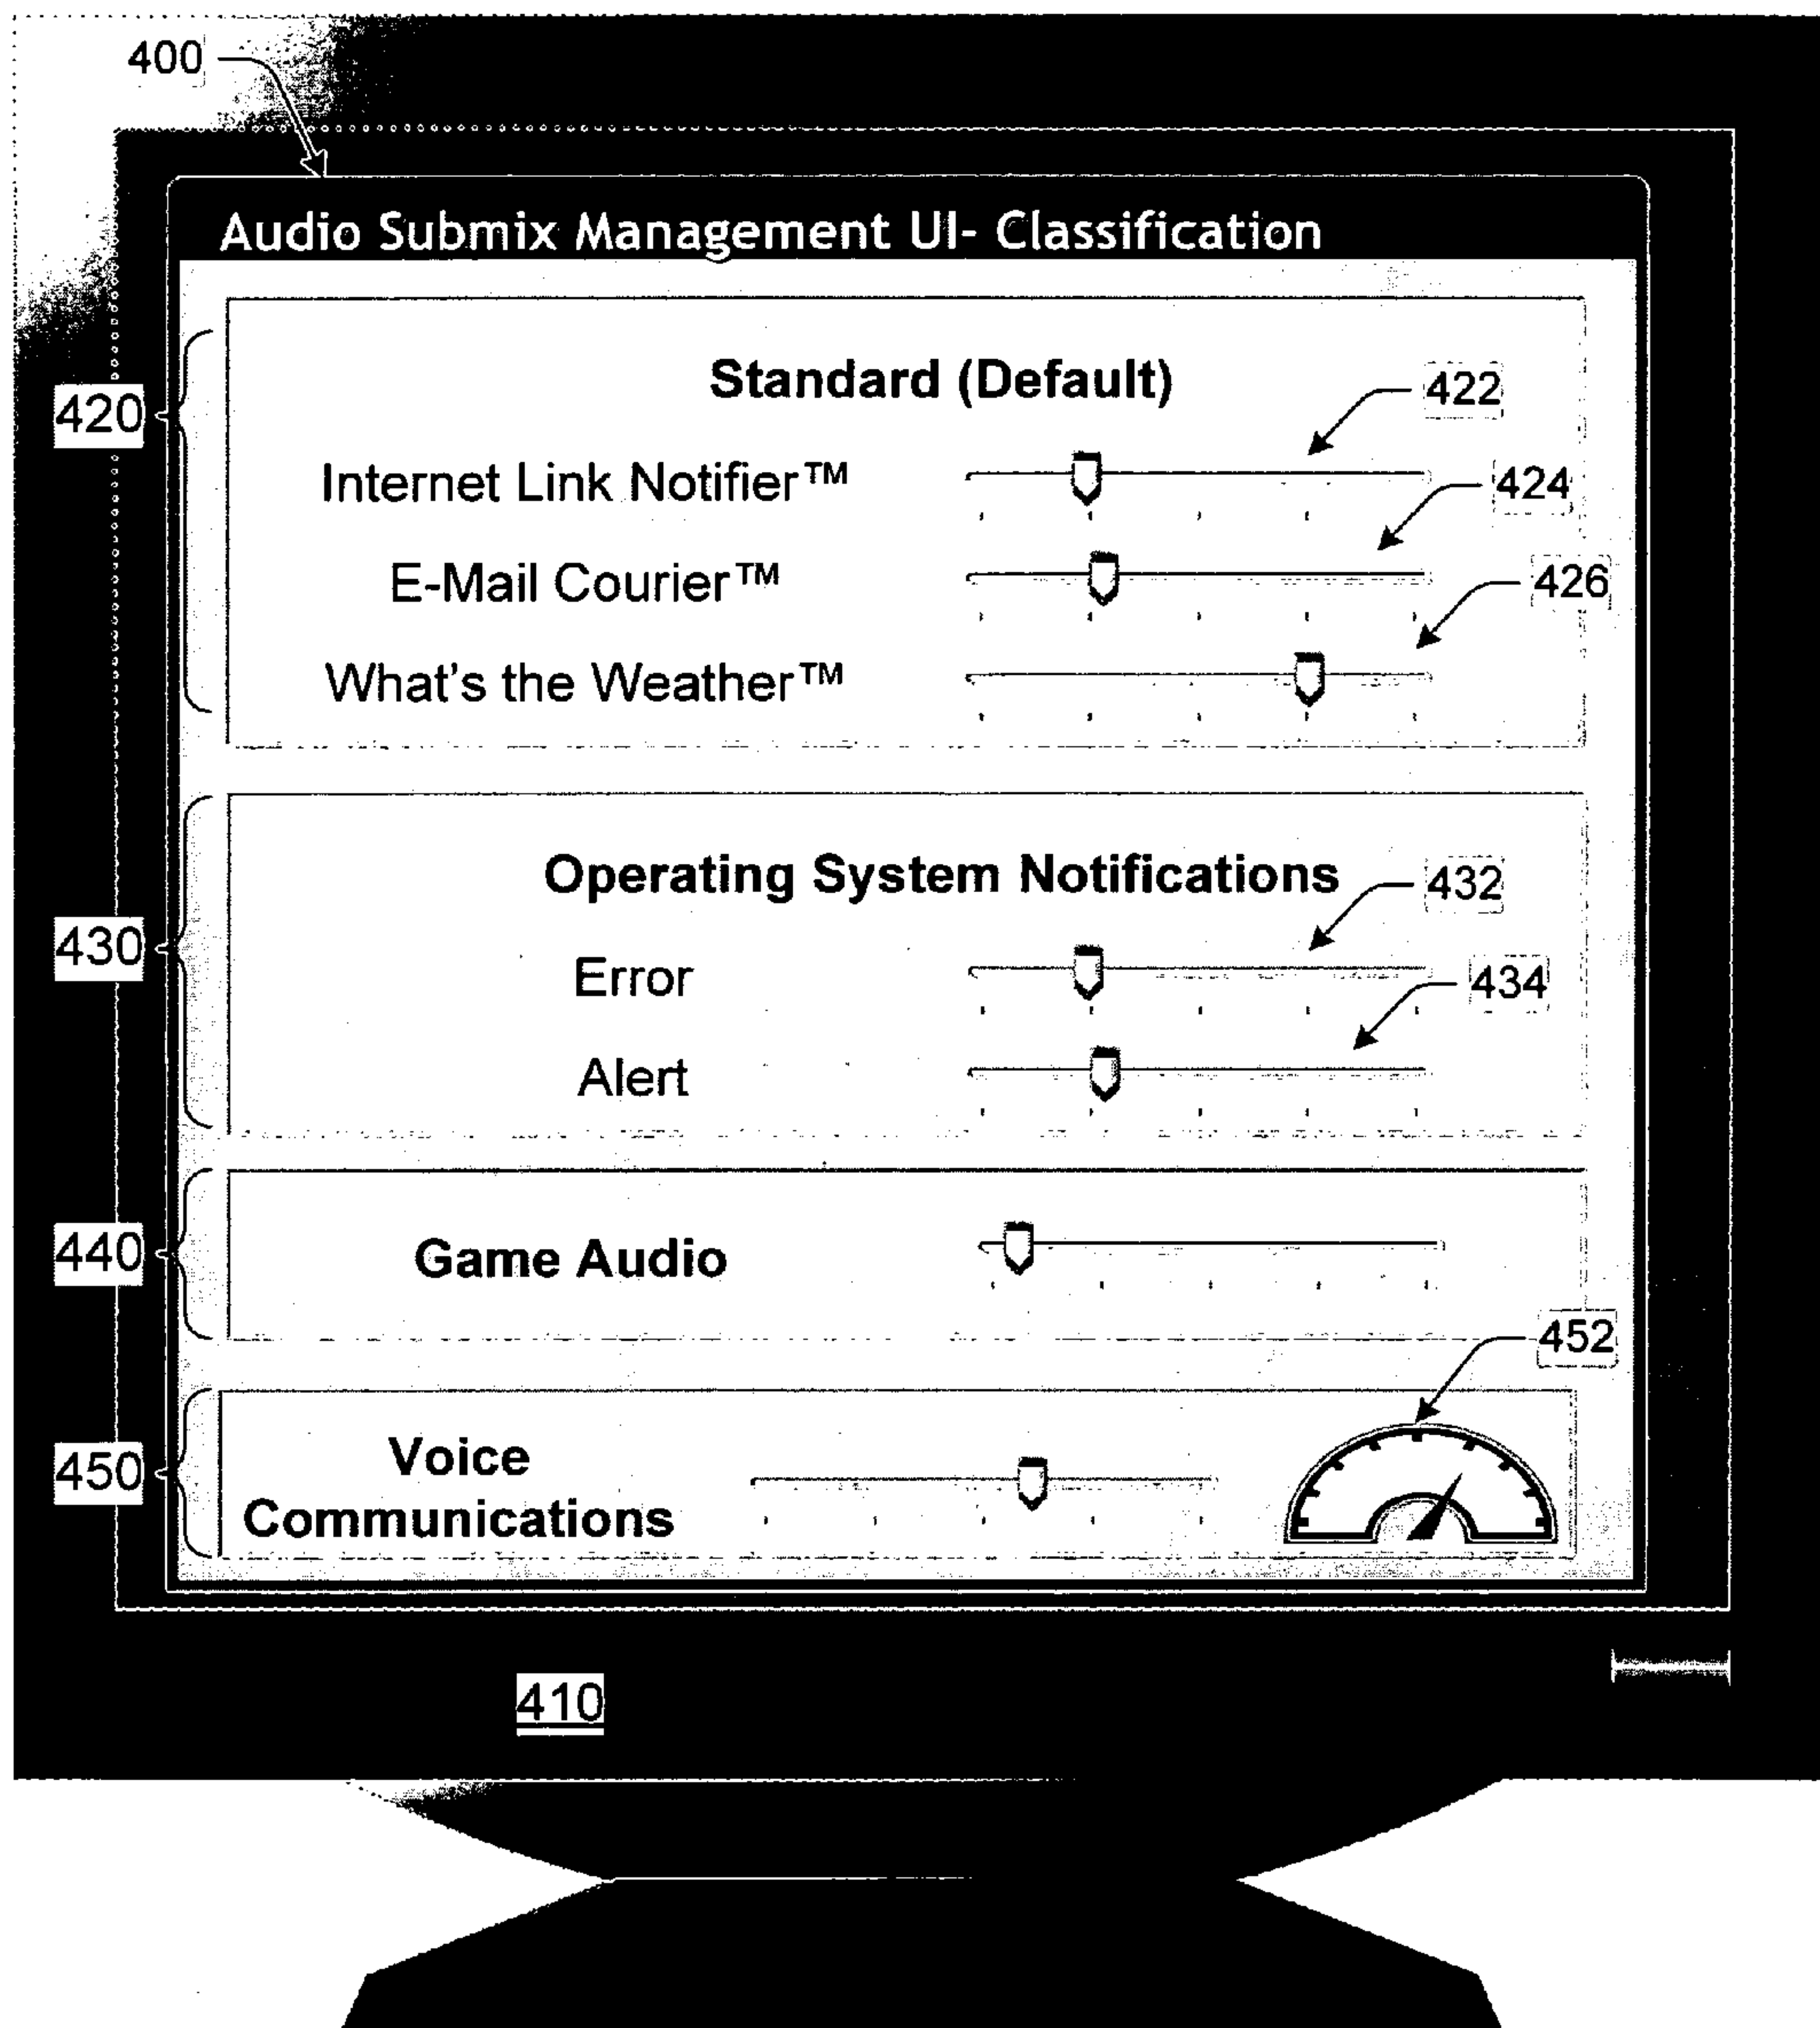 400
Audio Submix Management UI- Classification
Standard (Default)
422
420
Internet Link Notifier™
424
E-Mail Courier™
426
What's the Weather™
Operating System Notifications
432
430
Error
434
Alert
440
Game Audio
452
450
Voice
Communications
410